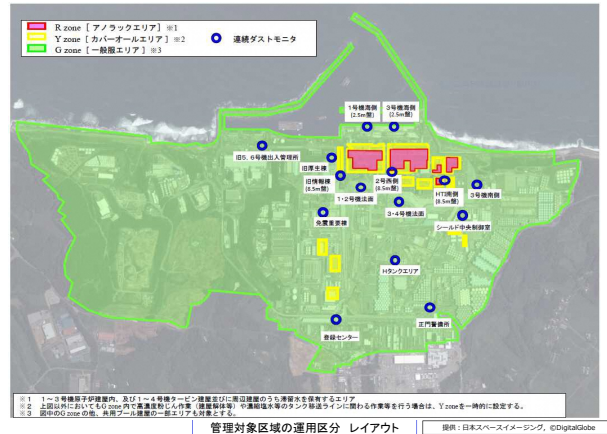 R zone [ アノラックエリア ] ※1
Y zone [ カバーオールエリア ] ※2
G zone [ 一般服エリア ] ※3
連続ダストモニタ
1号機海側
(2.5m盤)
3号機海側
(2.5m盤)
旧5、6号機出入管理所
旧厚生棟
旧情報棟
(8.5m盤)
2号西側
(8.5m盤)
HTI南側
(8.5m盤)
3号機南側
1・2号機法面
3・4号機法面
免震重要棟
シールド中央制御室
Hタンクエリア
登録センター
正門警備所
※1 1~3号機原子炉建屋内、及び1~4号機タービン建屋並びに周辺建屋のうち滞留水を保有するエリア
※2 上図以外においてもG zone内で高濃度粉じん作業（建屋解体等）や濃縮塩水等のタンク移送ラインに関わる作業等を行う場合は、Y zoneを一時的に設定する。
※3 図中のG zoneの他、共用プール建屋の一部エリアも対象とする。
管理対象区域の運用区分 レイアウト
提供：日本スペースイメージング、©DigitalGlobe